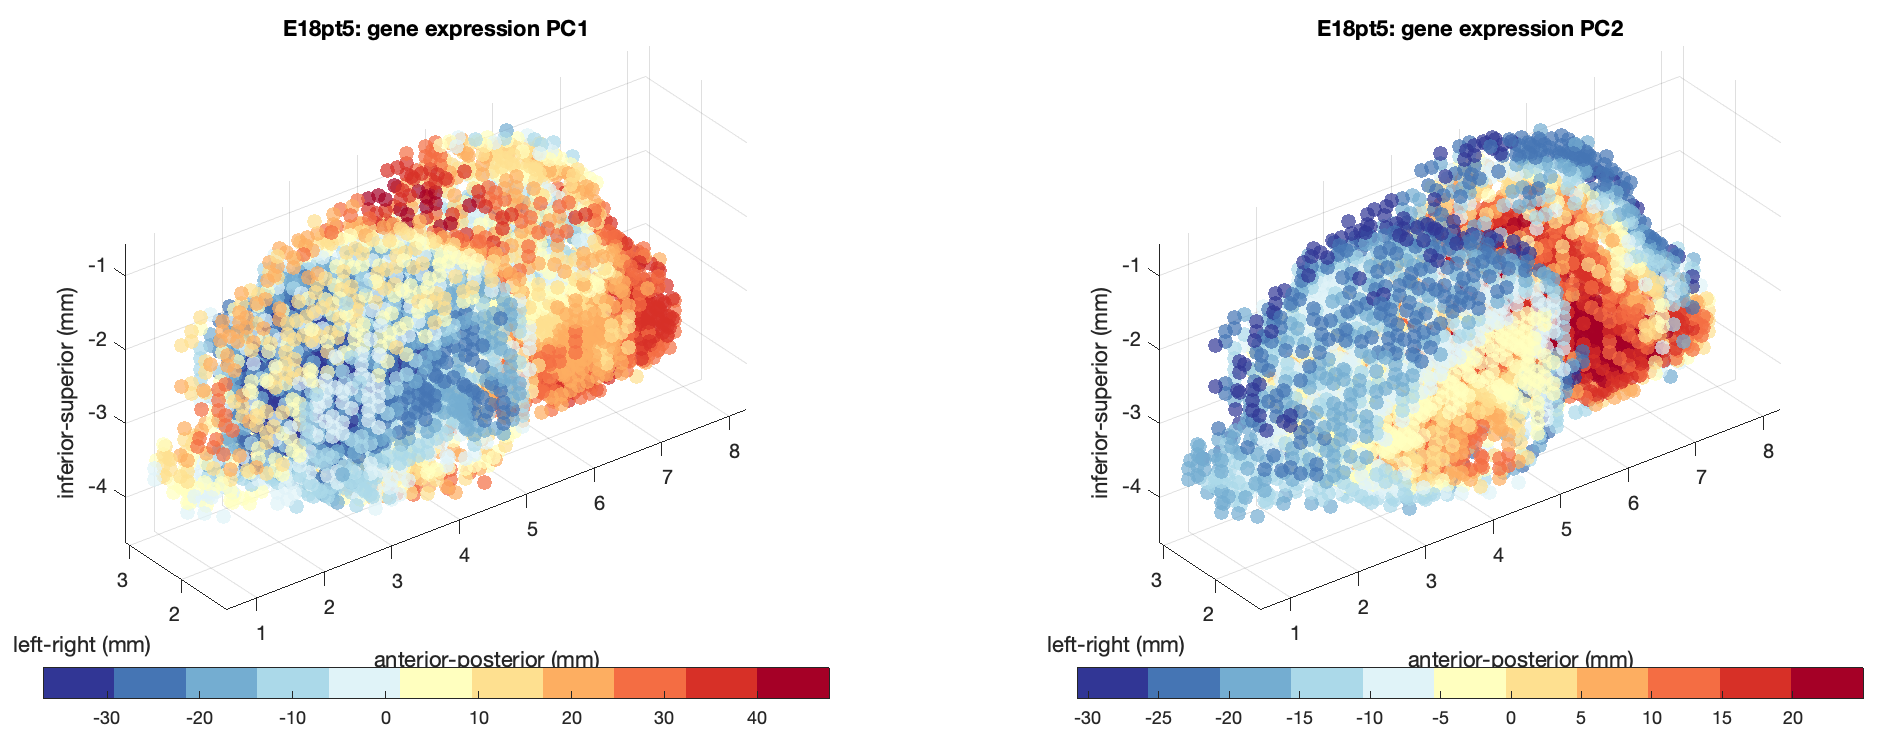 E18pt5: gene expression PC1
-1
-2
-3
-4
inferior-superior (mm)
3
2
left-right (mm)
1
2
3
4
5
6
7
8
anterior-posterior (mm)
-30 -20 -10 0 10 20 30 40
E18pt5: gene expression PC2
-1
-2
-3
-4
inferior-superior (mm)
3
2
left-right (mm)
1
2
3
4
5
6
7
8
anterior-posterior (mm)
-30 -25 -20 -15 -10 -5 0 5 10 15 20